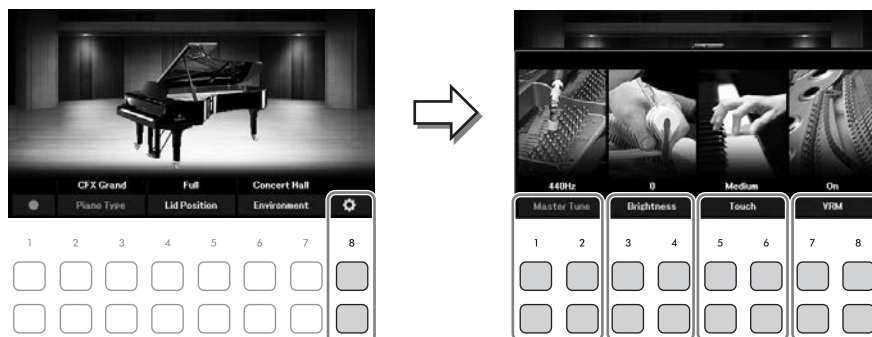 CFX Grand Full Concert Hall
Piano Type Lid Position Environment
1 2 3 4 5 6 7 8
440Hz 0 Medium On
Master Tune Brightness Touch VRM
1 2 3 4 5 6 7 8